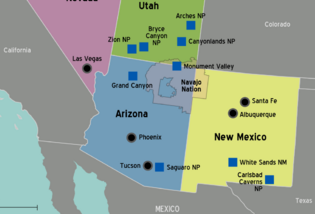 NEVADA
Utah
Arches NP
Colorado
Bryce
Canyon
NP
Zion NP
Canyonlands NP
California
Las Vegas
Monument Valley
Grand Canyon
Navajo
Nation
Santa Fe
Arizona
Albuquerque
Phoenix
New Mexico
Tucson
Saguaro NP
White Sands NM
Carlsbad
Caverns
NP
Texas
MEXICO